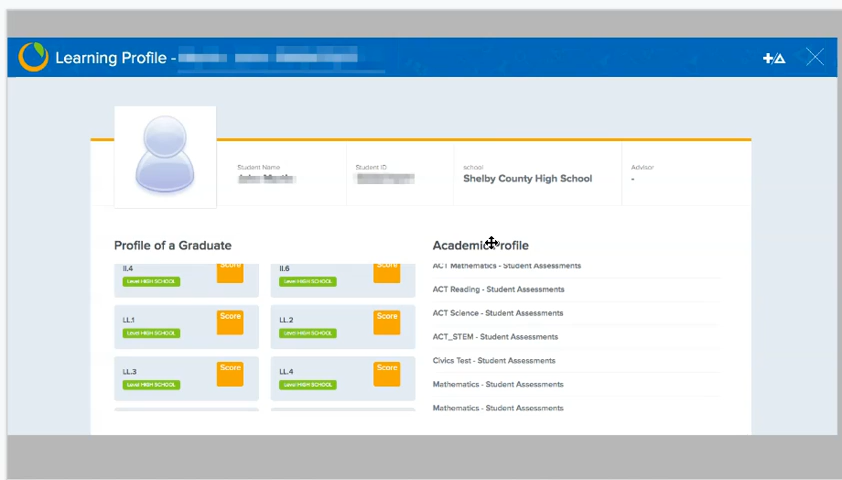 Learning Profile -
Student Name
Student ID
school
Shelby County High School
Advisor
-
Profile of a Graduate
II.4
Level HIGH SCHOOL
Score
II.6
Level HIGH SCHOOL
Score
LL.1
Level HIGH SCHOOL
Score
LL.2
Level HIGH SCHOOL
Score
LL.3
Level HIGH SCHOOL
Score
LL.4
Level HIGH SCHOOL
Score
Academic Profile
ACT Mathematics - Student Assessments
ACT Reading - Student Assessments
ACT Science - Student Assessments
ACT_STEM - Student Assessments
Civics Test - Student Assessments
Mathematics - Student Assessments
Mathematics - Student Assessments